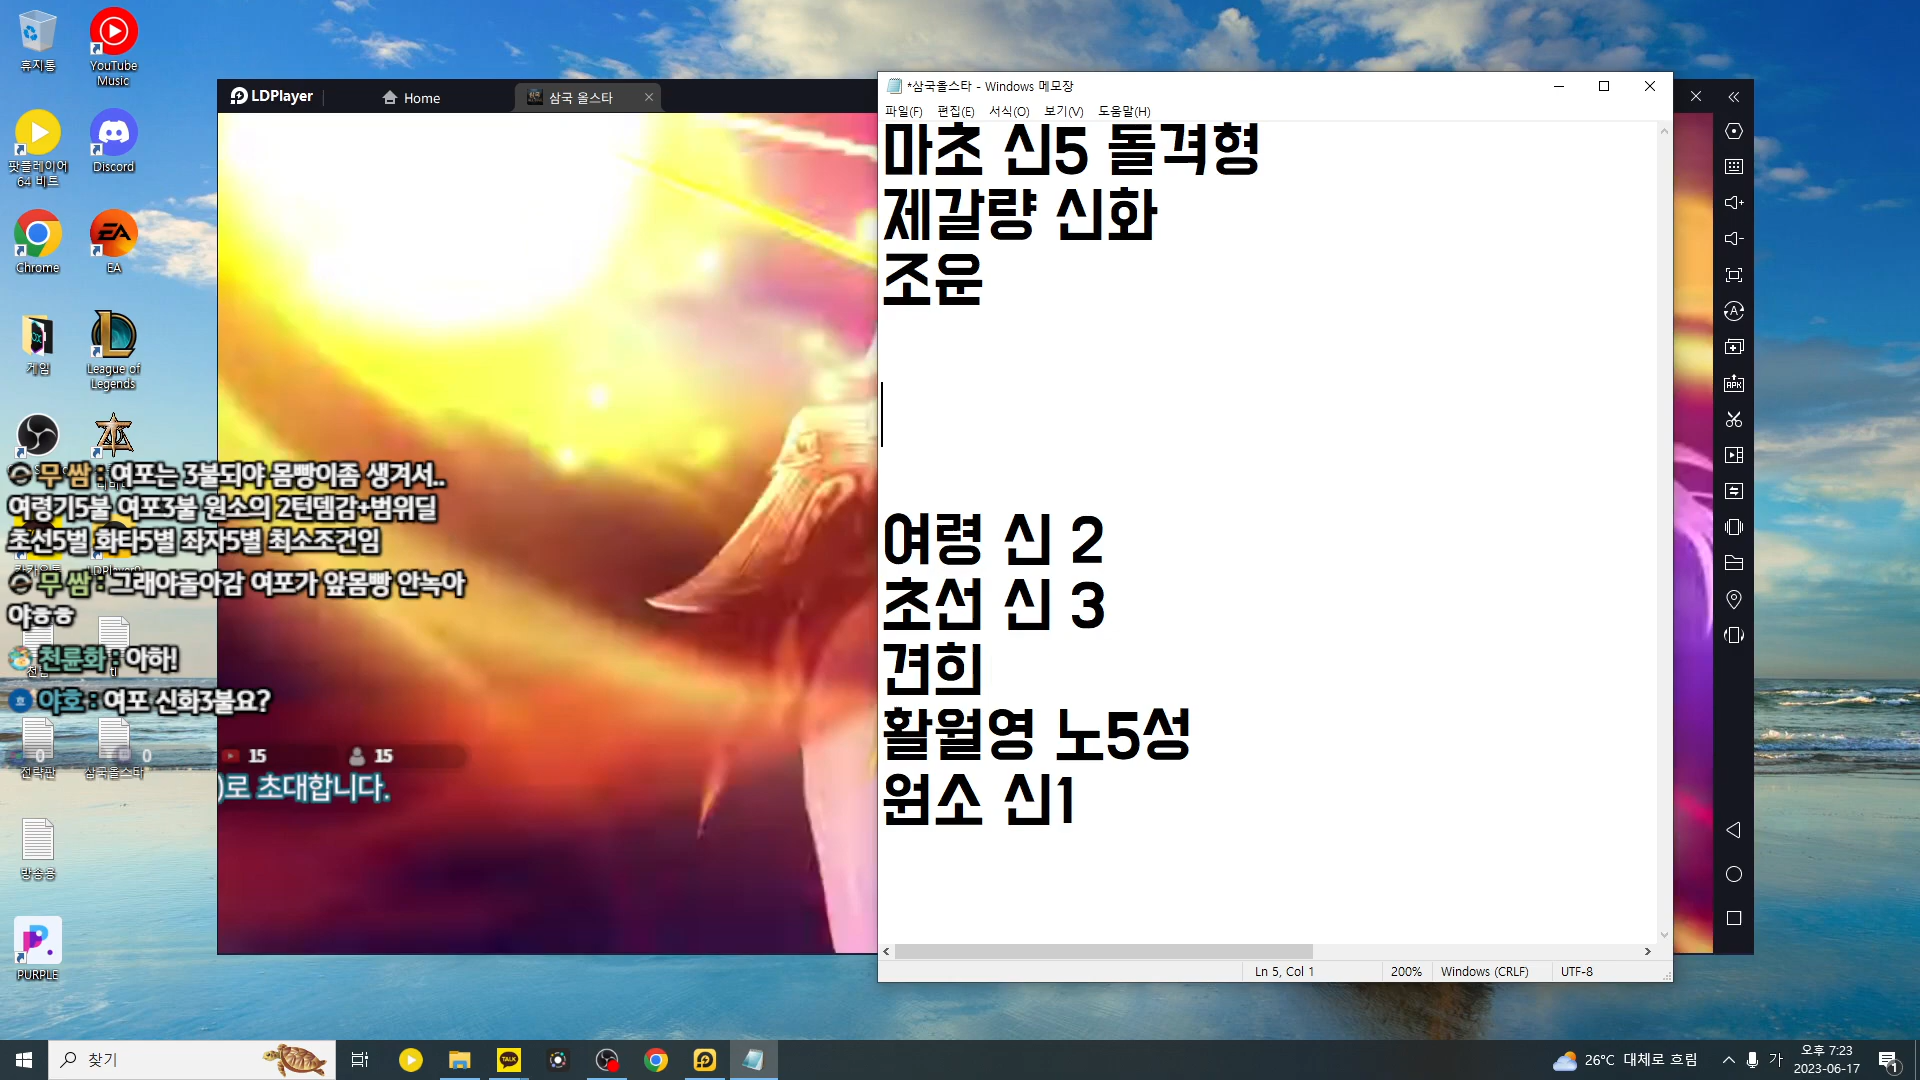 휴지통
YouTube
Music
팟플레이어
64 비트
Discord
Chrome
EA
게임
League of
Legends
무 쌈 : 여포는 3불되야 몸빵이좀 생겨서..
여령기5불 여포3불 원소의 2턴뎀감+범위딜
초선5벌 화타5별 좌자5별 최소조건임
무 쌈 : 그래야돌아감 여포가 앞몸빵 안녹아
야ㅎㅎ
천륜화 : 아하!
야호 : 여포 신화3불요?
0
0
15
15
전략판
삼국올스타
)로 초대합니다.
방송용
PURPLE
LDPlayer
Home
삼국 올스타
*삼국올스타 - Windows 메모장
파일(F) 편집(E) 서식(O) 보기(V) 도움말(H)
마초 신5 돌격형
제갈량 신화
조운
여령 신 2
초선 신 3
견희
활월영 노5성
원소 신1
Ln 5, Col 1
200%
Windows (CRLF)
UTF-8
APK
찾기
TALK
26°C 대체로 흐림
가
오후 7:23
2023-06-17
1